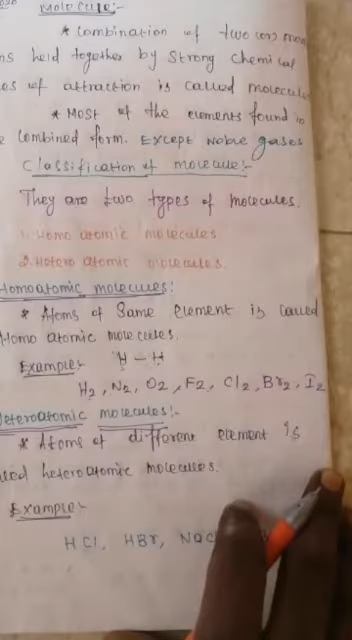 Molecule:-
* Combination of two (or) more
ns held together by strong chemical
es of attraction is called molecule
* Most of the elements found in
combined form. Except Noble gases
Classification of molecule:-
They are two types of molecules.
1. Homo atomic molecules
2. Hetero atomic molecules.
Homoatomic molecules:
* Atoms of same element is called
Homo atomic molecules.
Example:- H - H
H2, N2, O2, F2, Cl2, Br2, I2
Heteroatomic molecules:-
* Atoms of different element is
called heteroatomic molecules.
Example:-
HCl, HBr,